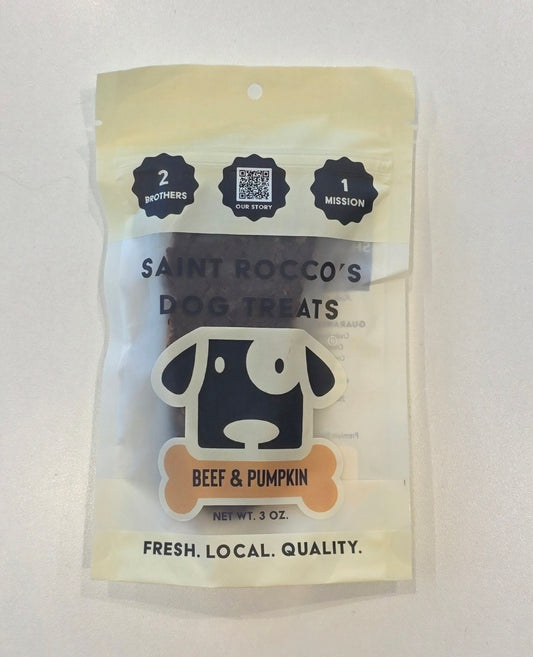 2
BROTHERS
OUR STORY
1
MISSION
SAINT ROCCO'S
DOG TREATS
BEEF & PUMPKIN
NET WT. 3 OZ.
FRESH. LOCAL. QUALITY.